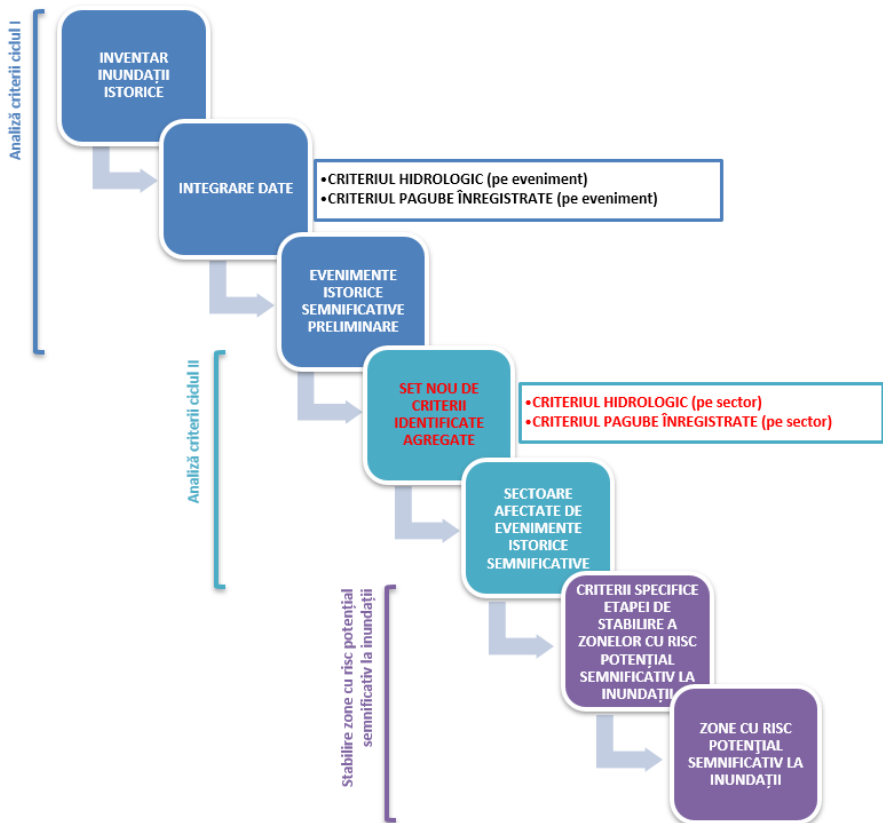 Analiză criterii ciclul I
INVENTAR
INUNDAȚII
ISTORICE
INTEGRARE DATE
•CRITERIUL HIDROLOGIC (pe eveniment)
•CRITERIUL PAGUBE ÎNREGISTRATE (pe eveniment)
EVENIMENTE
ISTORICE
SEMNIFICATIVE
PRELIMINARE
Analiză criterii ciclul II
SET NOU DE
CRITERII
IDENTIFICATE
AGREGATE
•CRITERIUL HIDROLOGIC (pe sector)
•CRITERIUL PAGUBE ÎNREGISTRATE (pe sector)
SECTOARE
AFECTATE DE
EVENIMENTE
ISTORICE
SEMNIFICATIVE
Stabilire zone cu risc potențial
semnificativ la inundații
CRITERII SPECIFICE
ETAPEI DE
STABILIRE A
ZONELOR CU RISC
POTENȚIAL
SEMNIFICATIV LA
INUNDAȚII
ZONE CU RISC
POTENŢIAL
SEMNIFICATIV LA
INUNDAȚII